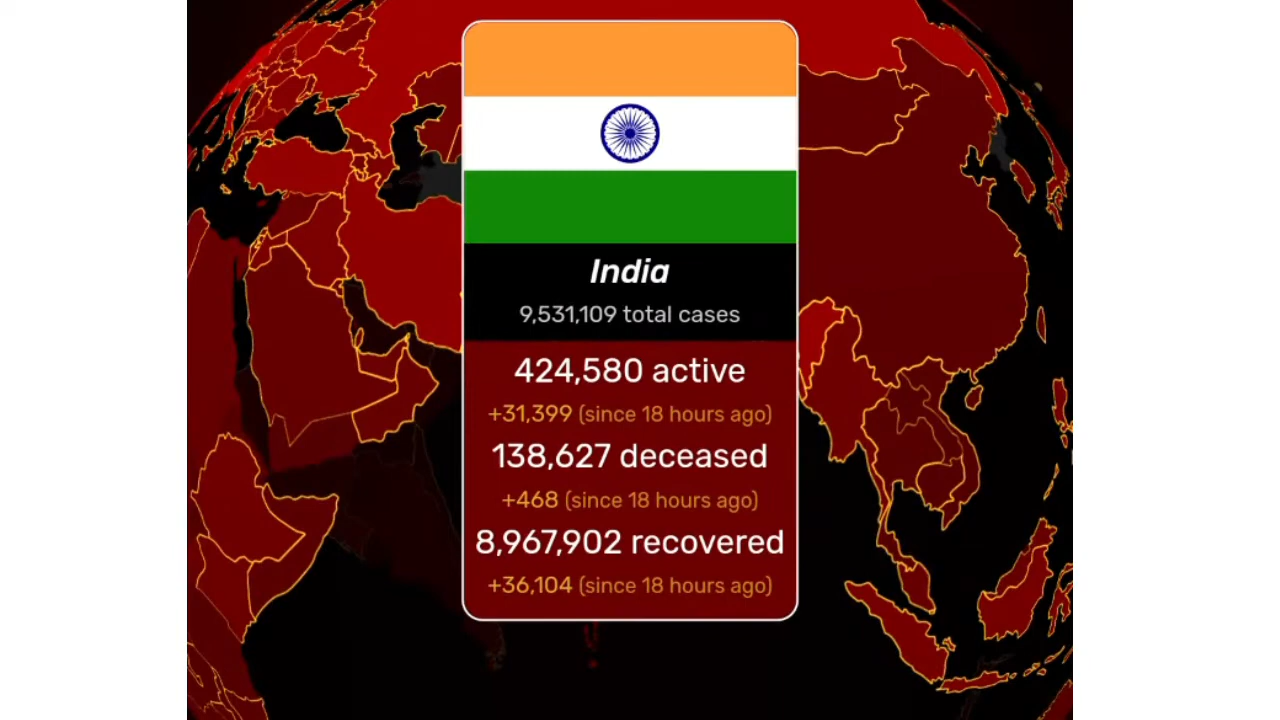 India
9,531,109 total cases
424,580 active
+31,399 (since 18 hours ago)
138,627 deceased
+468 (since 18 hours ago)
8,967,902 recovered
+36,104 (since 18 hours ago)